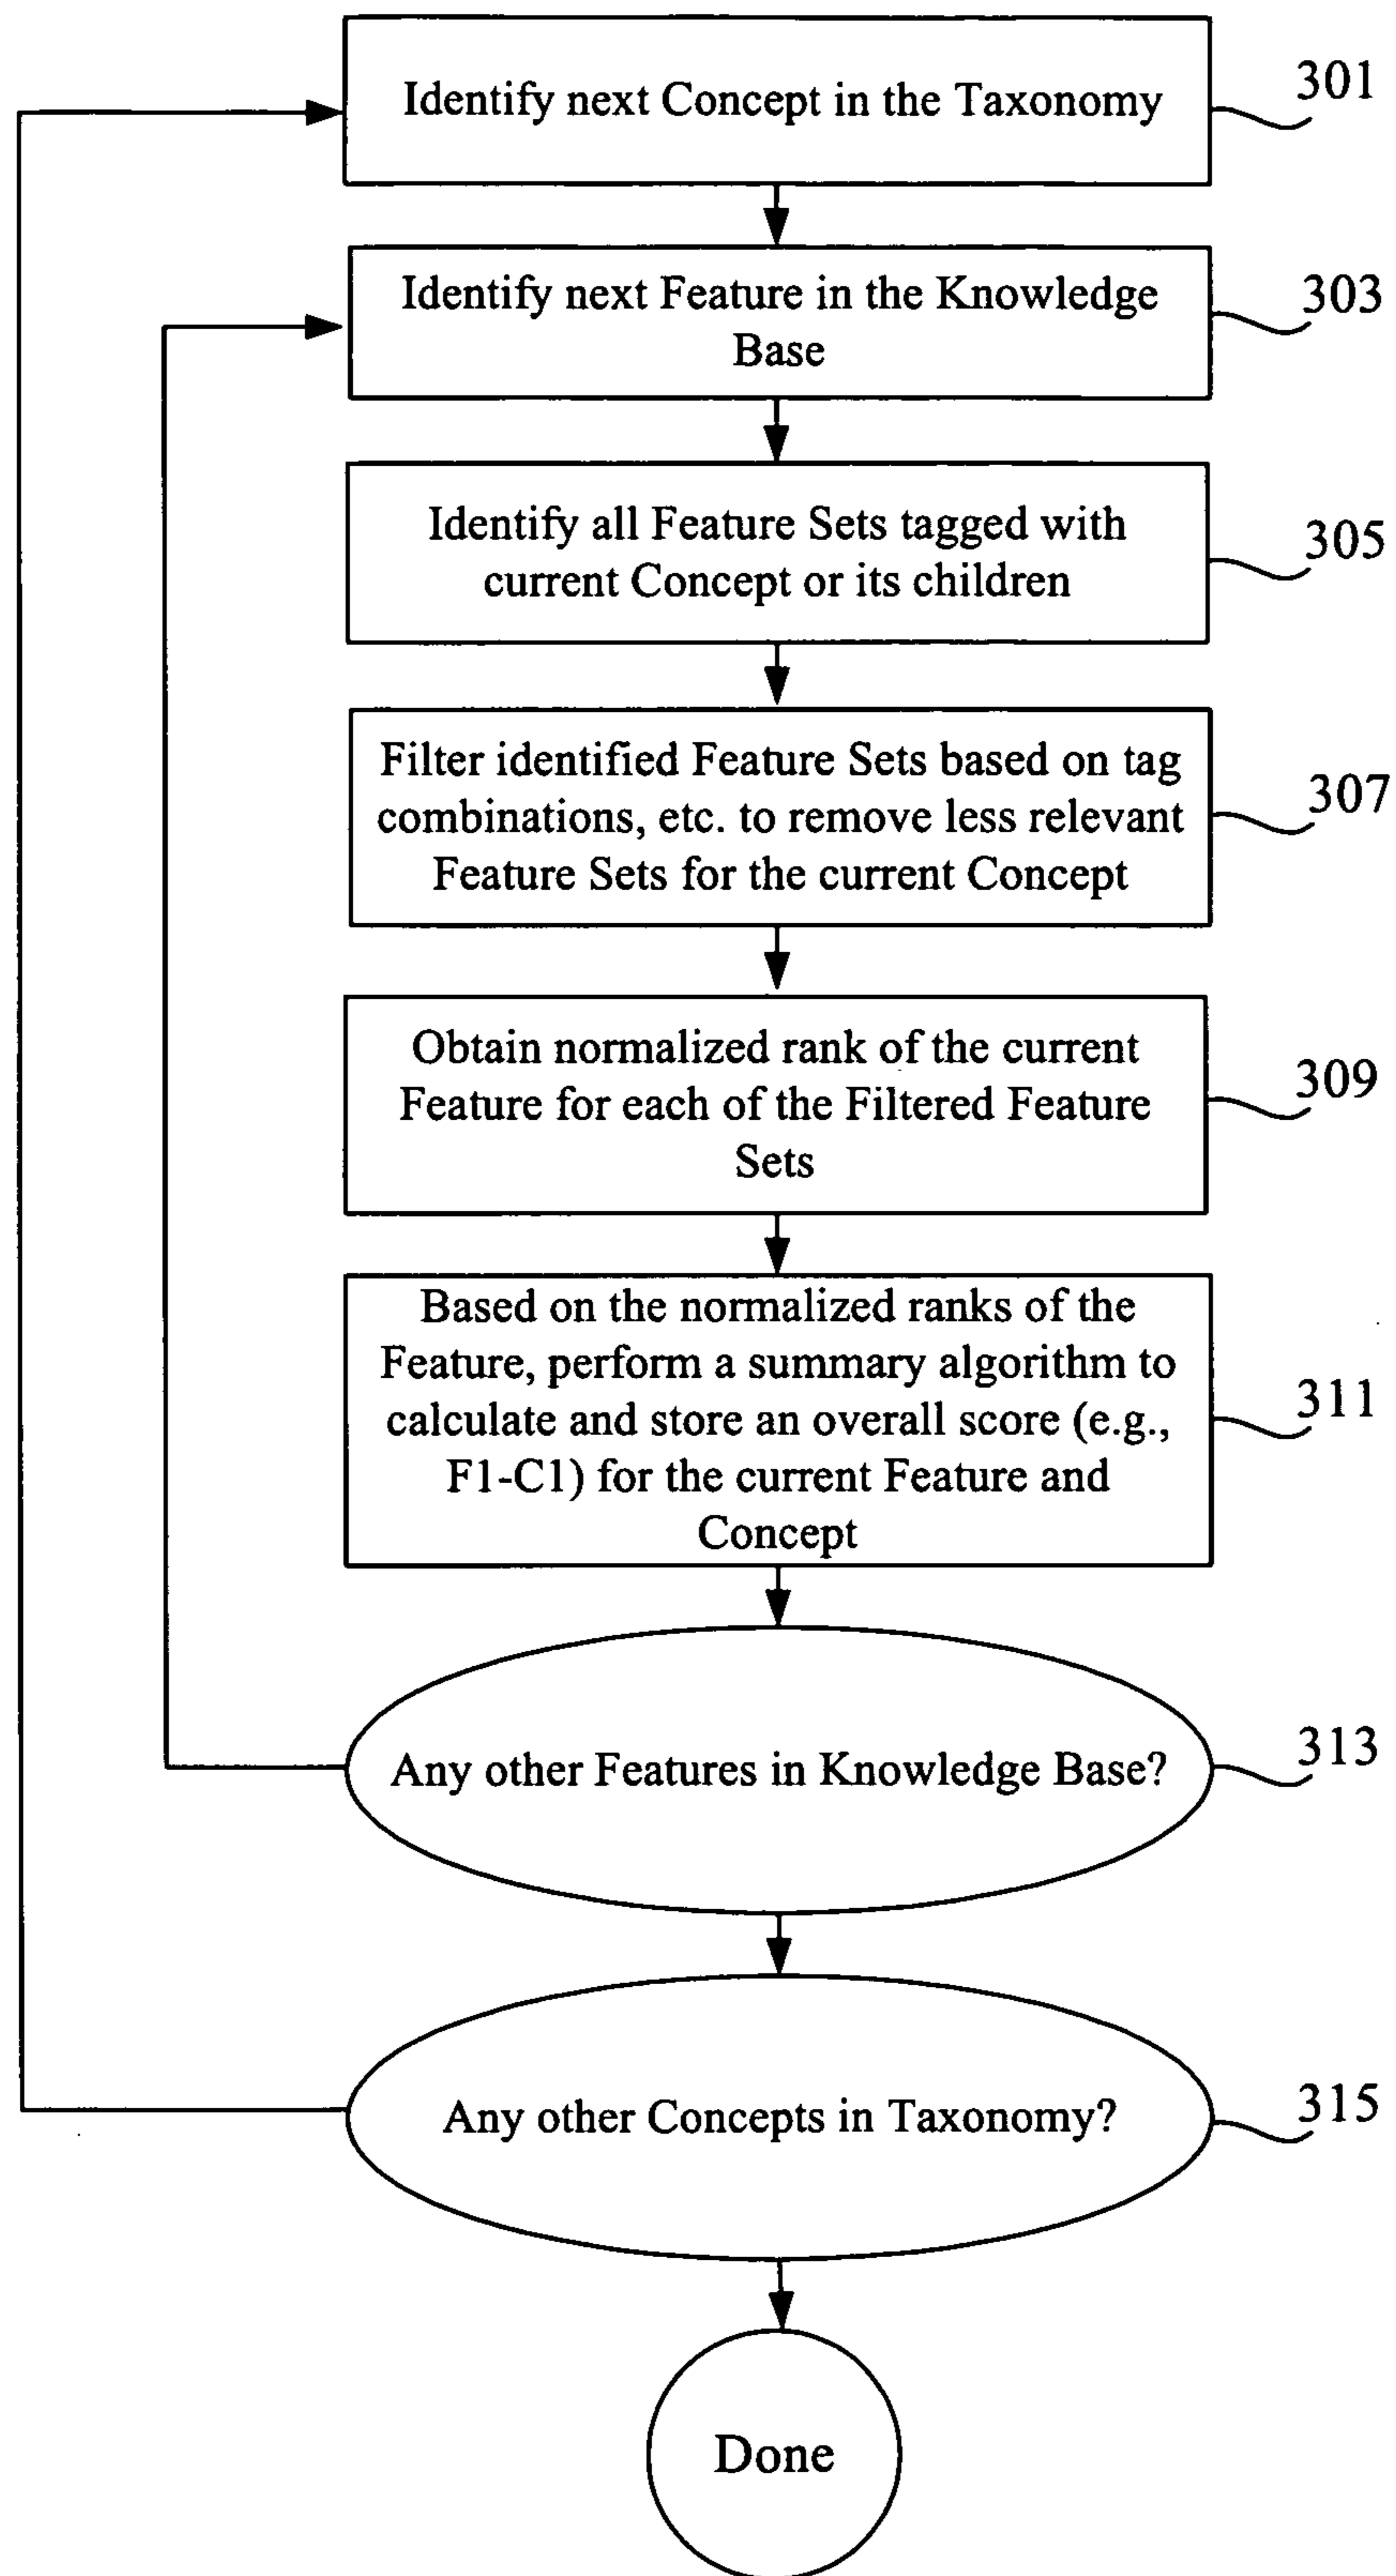 Identify next Concept in the Taxonomy
301
Identify next Feature in the Knowledge
Base
303
Identify all Feature Sets tagged with
current Concept or its children
305
Filter identified Feature Sets based on tag
combinations, etc. to remove less relevant
Feature Sets for the current Concept
307
Obtain normalized rank of the current
Feature for each of the Filtered Feature
Sets
309
Based on the normalized ranks of the
Feature, perform a summary algorithm to
calculate and store an overall score (e.g.,
F1-C1) for the current Feature and
Concept
311
Any other Features in Knowledge Base?
313
Any other Concepts in Taxonomy?
315
Done